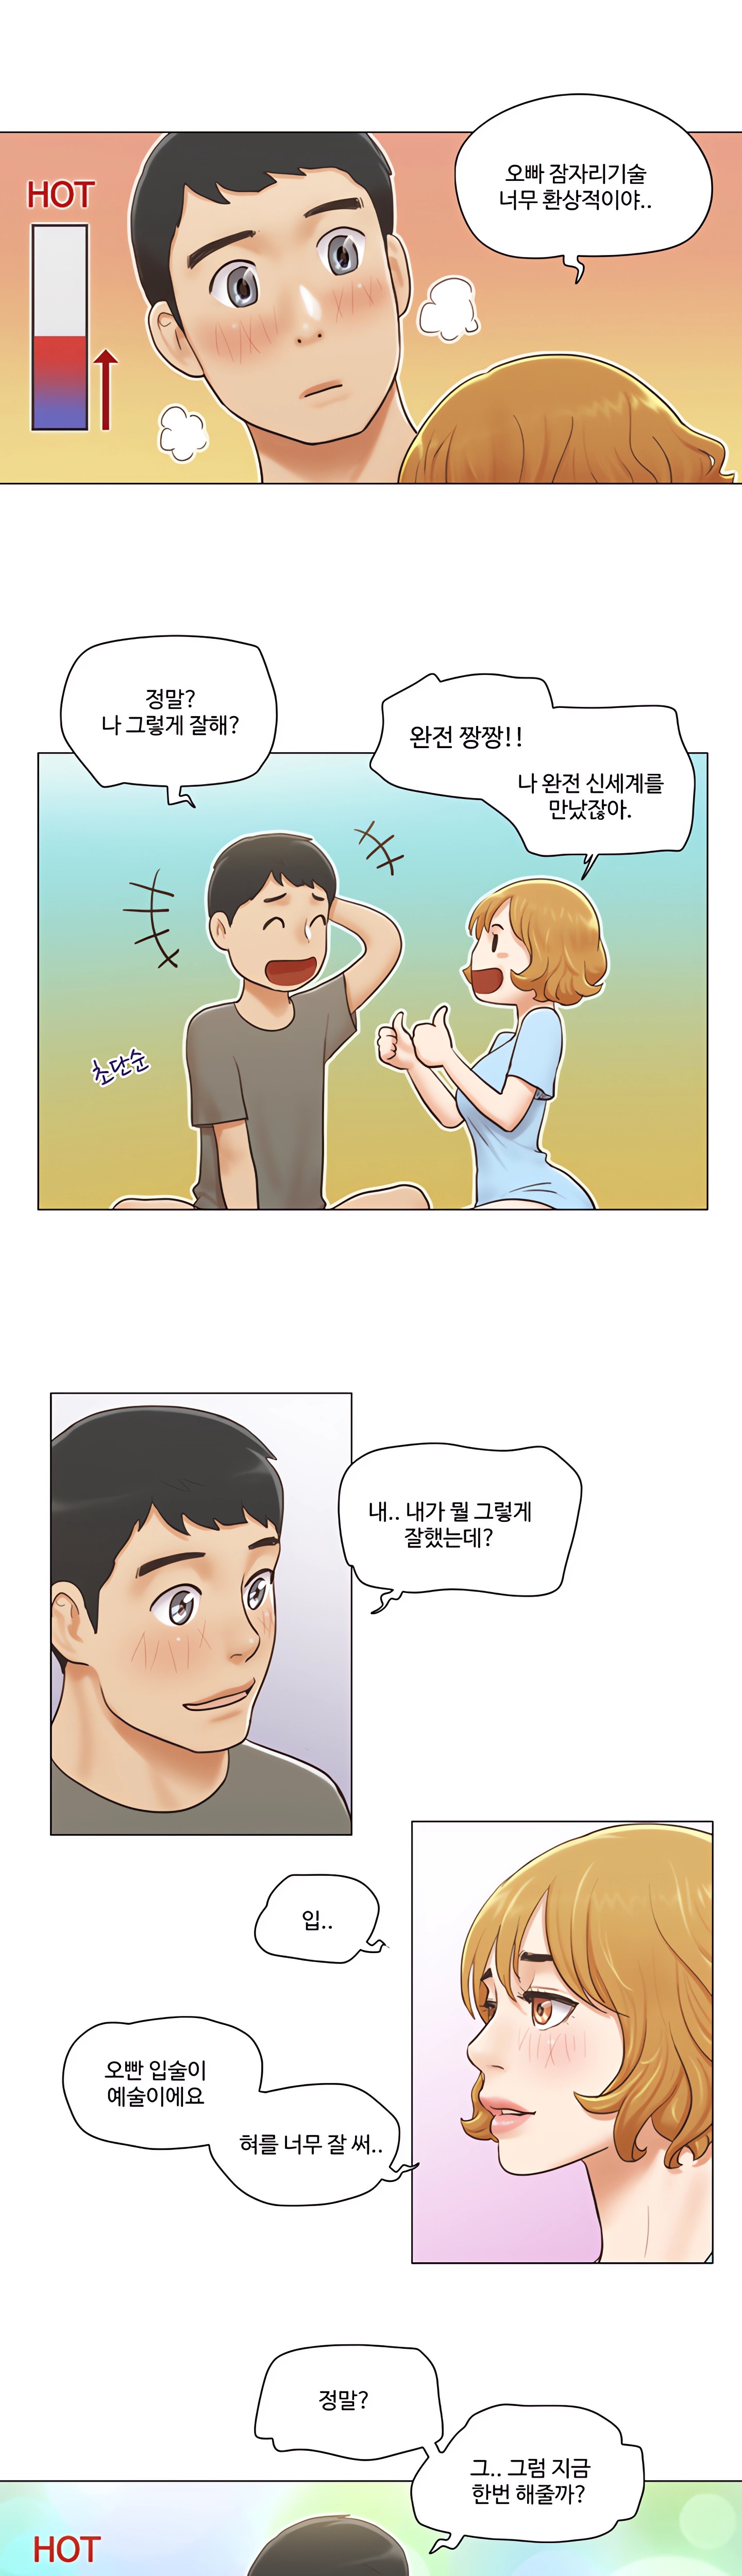 HOT
오빠 잠자리기술
너무 환상적이야..
정말?
나 그렇게 잘해?
완전 짱짱!!
나 완전 신세계를
만났잖아.
초단순
내.. 내가 뭘 그렇게
잘했는데?
입..
오빤 입술이
예술이에요
혀를 너무 잘 써..
정말?
그.. 그럼 지금
한번 해줄까?
HOT